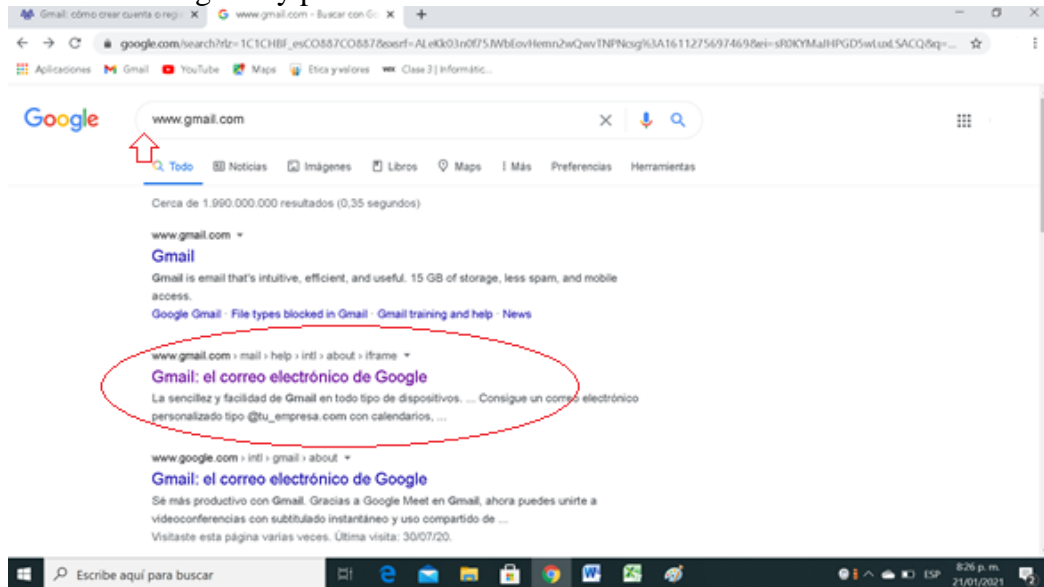 Gmail: cómo crear cuenta o regi
www.gmail.com - Buscar con Go
Aplicaciones Gmail YouTube Maps Etica y valores Clase 3 | Informátic...
Google www.gmail.com
Todo Noticias Imágenes Libros Maps Más Preferencias Herramientas
Cerca de 1.990.000.000 resultados (0,35 segundos)
www.gmail.com
Gmail
Gmail is email that's intuitive, efficient, and useful. 15 GB of storage, less spam, and mobile
access.
Google Gmail · File types blocked in Gmail · Gmail training and help · News
www.gmail.com › mail › help › intl › about › iframe
Gmail: el correo electrónico de Google
La sencillez y facilidad de Gmail en todo tipo de dispositivos. ... Consigue un correo electrónico
personalizado tipo @tu_empresa.com con calendarios, ...
www.google.com › intl › gmail › about
Gmail: el correo electrónico de Google
Sé más productivo con Gmail. Gracias a Google Meet en Gmail, ahora puedes unirte a
videoconferencias con subtitulado instantáneo y uso compartido de ...
Visitaste esta página varias veces. Última visita: 30/07/20.
Escribe aquí para buscar
ESP
8:26 p. m.
21/01/2021